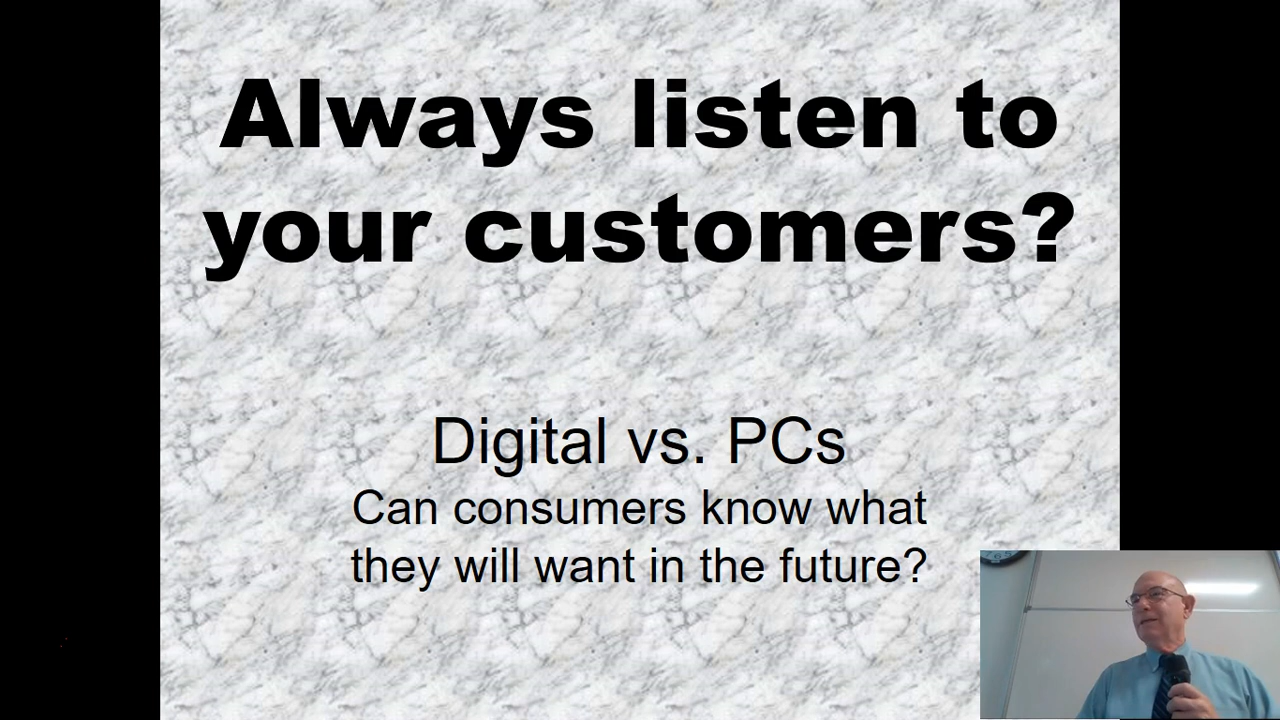 Always listen to
your customers?
Digital vs. PCs
Can consumers know what
they will want in the future?